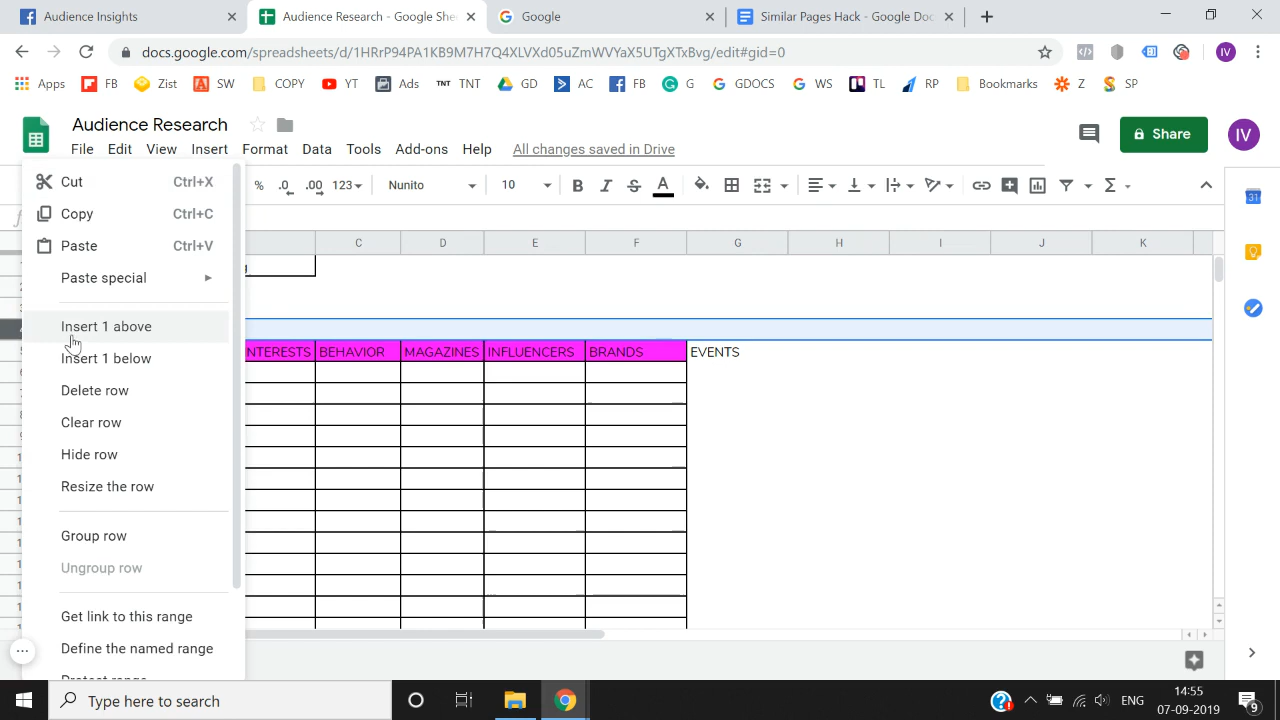 Audience Insights
Audience Research - Google She
Google
Similar Pages Hack - Google Doc
docs.google.com/spreadsheets/d/1HRrP94PA1KB9M7H7Q4XLVXd05uZmWVYaX5UTgXTxBvg/edit#gid=0
IV
Apps
FB
Zist
SW
COPY
YT
Ads
TNT
TNT
GD
AC
FB
G
GDOCS
WS
TL
RP
Bookmarks
Z
SP
Audience Research
Share
IV
File
Edit
View
Insert
Format
Data
Tools
Add-ons
Help
All changes saved in Drive
Cut Ctrl+X
% .0 .00 123 Nunito 10 B I S A
31
Copy Ctrl+C
Paste Ctrl+V
C D E F G H I J K
Paste special
Insert 1 above
Insert 1 below
NTERESTS BEHAVIOR MAGAZINES INFLUENCERS BRANDS EVENTS
Delete row
Clear row
Hide row
Resize the row
Group row
Ungroup row
Get link to this range
Define the named range
Type here to search
ENG
14:55
07-09-2019
9